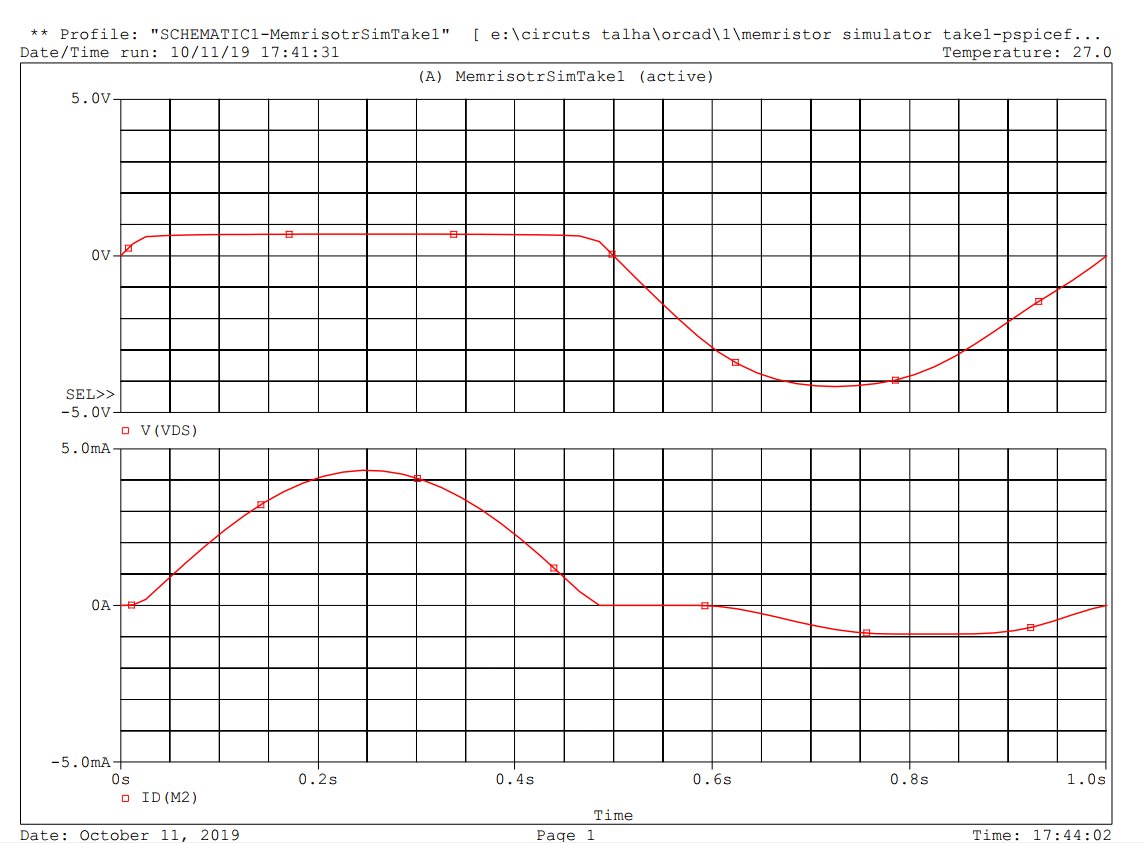 ** Profile: "SCHEMATIC1-MemrisotrSimTake1"  [ e:\circuts talha\orcad\1\memristor simulator take1-pspicef...
Date/Time run: 10/11/19 17:41:31 Temperature: 27.0
(A) MemrisotrSimTake1 (active)
5.0V
0V
SEL>>
-5.0V
V(VDS)
5.0mA
0A
-5.0mA
0s 0.2s 0.4s 0.6s 0.8s 1.0s
ID(M2)
Time
Date: October 11, 2019 Page 1 Time: 17:44:02